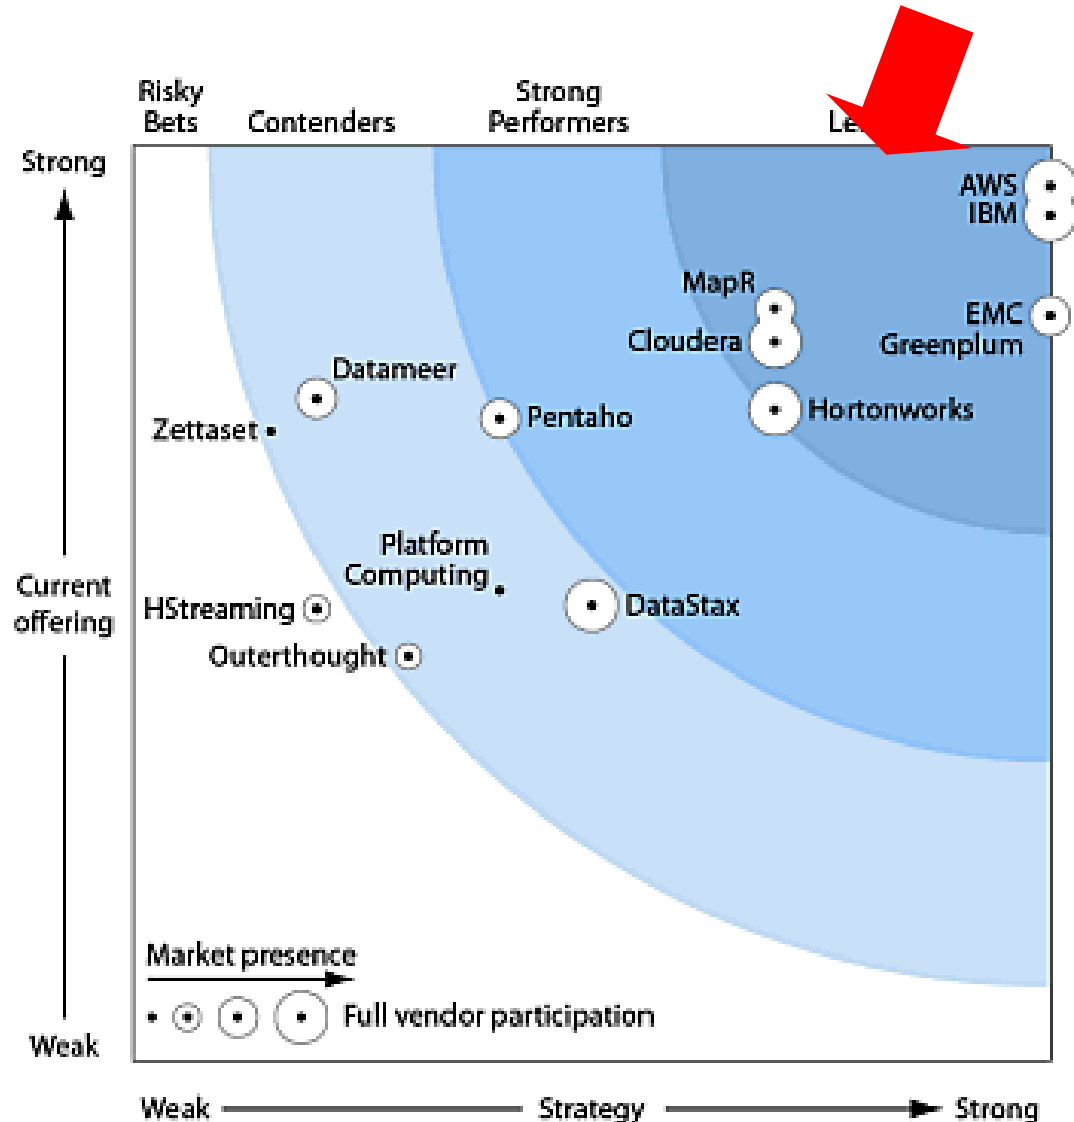 Risky
Bets
Contenders
Strong
Performers
Le
Strong
AWS
IBM
MapR
EMC
Greenplum
Cloudera
Datameer
Hortonworks
Pentaho
Zettaset
Platform
Computing
Current
offering
HStreaming
DataStax
Outerthought
Market presence
Full vendor participation
Weak
Weak
Strategy
Strong